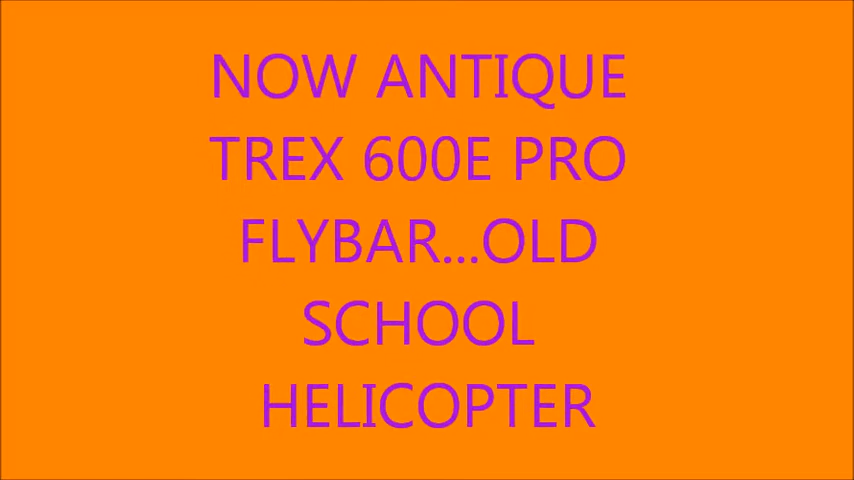 NOW ANTIQUE
TREX 600E PRO
FLYBAR...OLD
SCHOOL
HELICOPTER